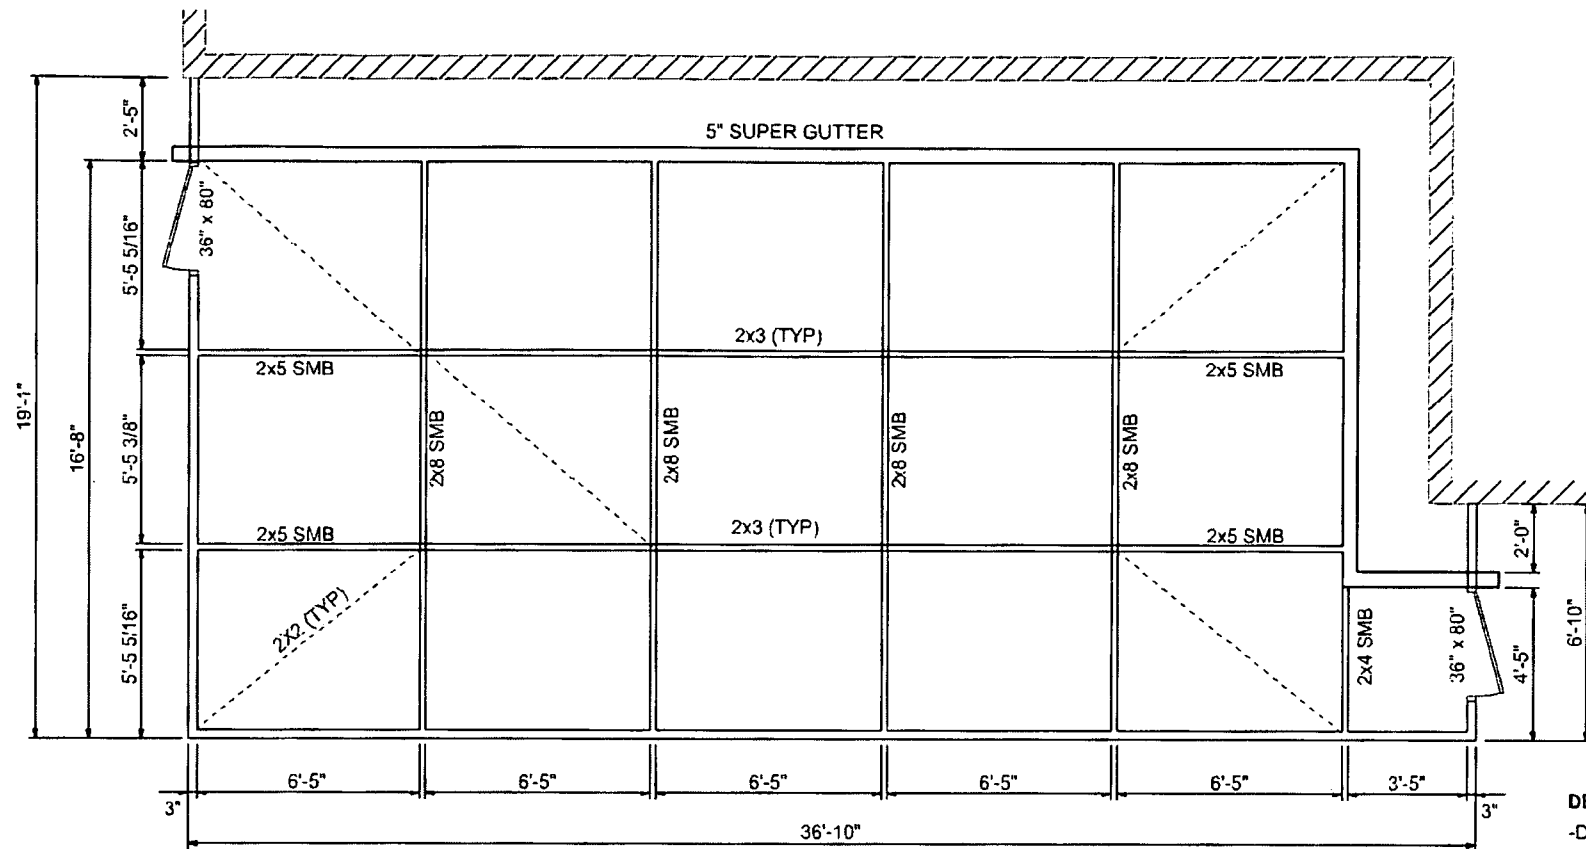 5" SUPER GUTTER
2'-5"
36" x 80"
5'-5 5/16"
2x3 (TYP)
2x5 SMB
2x5 SMB
19'-1"
16'-8"
5'-5 3/8"
2x8 SMB
2x8 SMB
2x8 SMB
2x8 SMB
2x5 SMB
2x3 (TYP)
2x5 SMB
2'-0"
5'-5 5/16"
2X2 (TYP)
2x4 SMB
36" x 80"
4'-5"
6'-10"
6'-5"
6'-5"
6'-5"
6'-5"
6'-5"
3'-5"
3"
3"
36'-10"